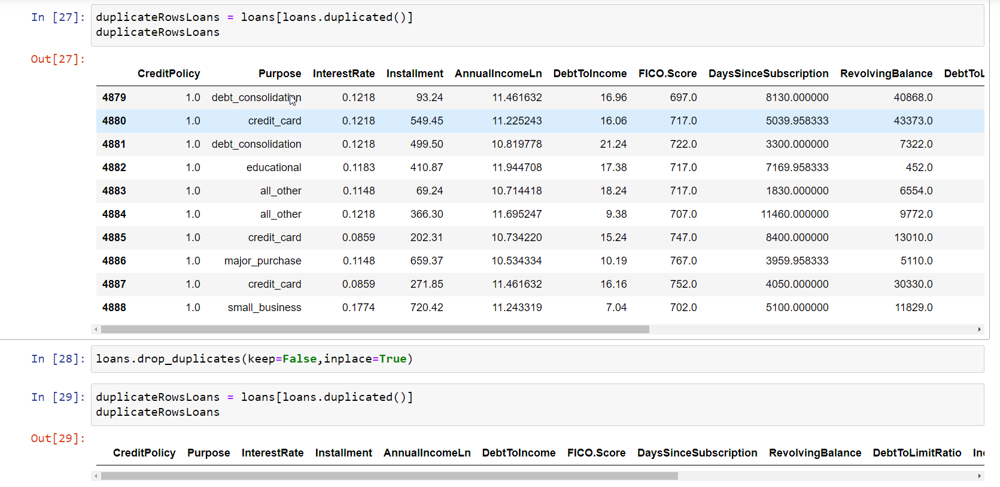 In [27]: duplicateRowsLoans = loans[loans.duplicated()]
duplicateRowsLoans
Out[27]:
CreditPolicy Purpose InterestRate Installment AnnualIncomeLn DebtToIncome FICO.Score DaysSinceSubscription RevolvingBalance DebtToL
4879 1.0 debt_consolidation 0.1218 93.24 11.461632 16.96 697.0 8130.000000 40868.0
4880 1.0 credit_card 0.1218 549.45 11.225243 16.06 717.0 5039.958333 43373.0
4881 1.0 debt_consolidation 0.1218 499.50 10.819778 21.24 722.0 3300.000000 7322.0
4882 1.0 educational 0.1183 410.87 11.944708 17.38 717.0 7169.958333 452.0
4883 1.0 all_other 0.1148 69.24 10.714418 18.24 717.0 1830.000000 6554.0
4884 1.0 all_other 0.1218 366.30 11.695247 9.38 707.0 11460.000000 9772.0
4885 1.0 credit_card 0.0859 202.31 10.734220 15.24 747.0 8400.000000 13010.0
4886 1.0 major_purchase 0.1148 659.37 10.534334 10.19 767.0 3959.958333 5110.0
4887 1.0 credit_card 0.0859 271.85 11.461632 16.16 752.0 4050.000000 30330.0
4888 1.0 small_business 0.1774 720.42 11.243319 7.04 702.0 5100.000000 11829.0
In [28]: loans.drop_duplicates(keep=False,inplace=True)
In [29]: duplicateRowsLoans = loans[loans.duplicated()]
duplicateRowsLoans
Out[29]:
CreditPolicy Purpose InterestRate Installment AnnualIncomeLn DebtToIncome FICO.Score DaysSinceSubscription RevolvingBalance DebtToLimitRatio In